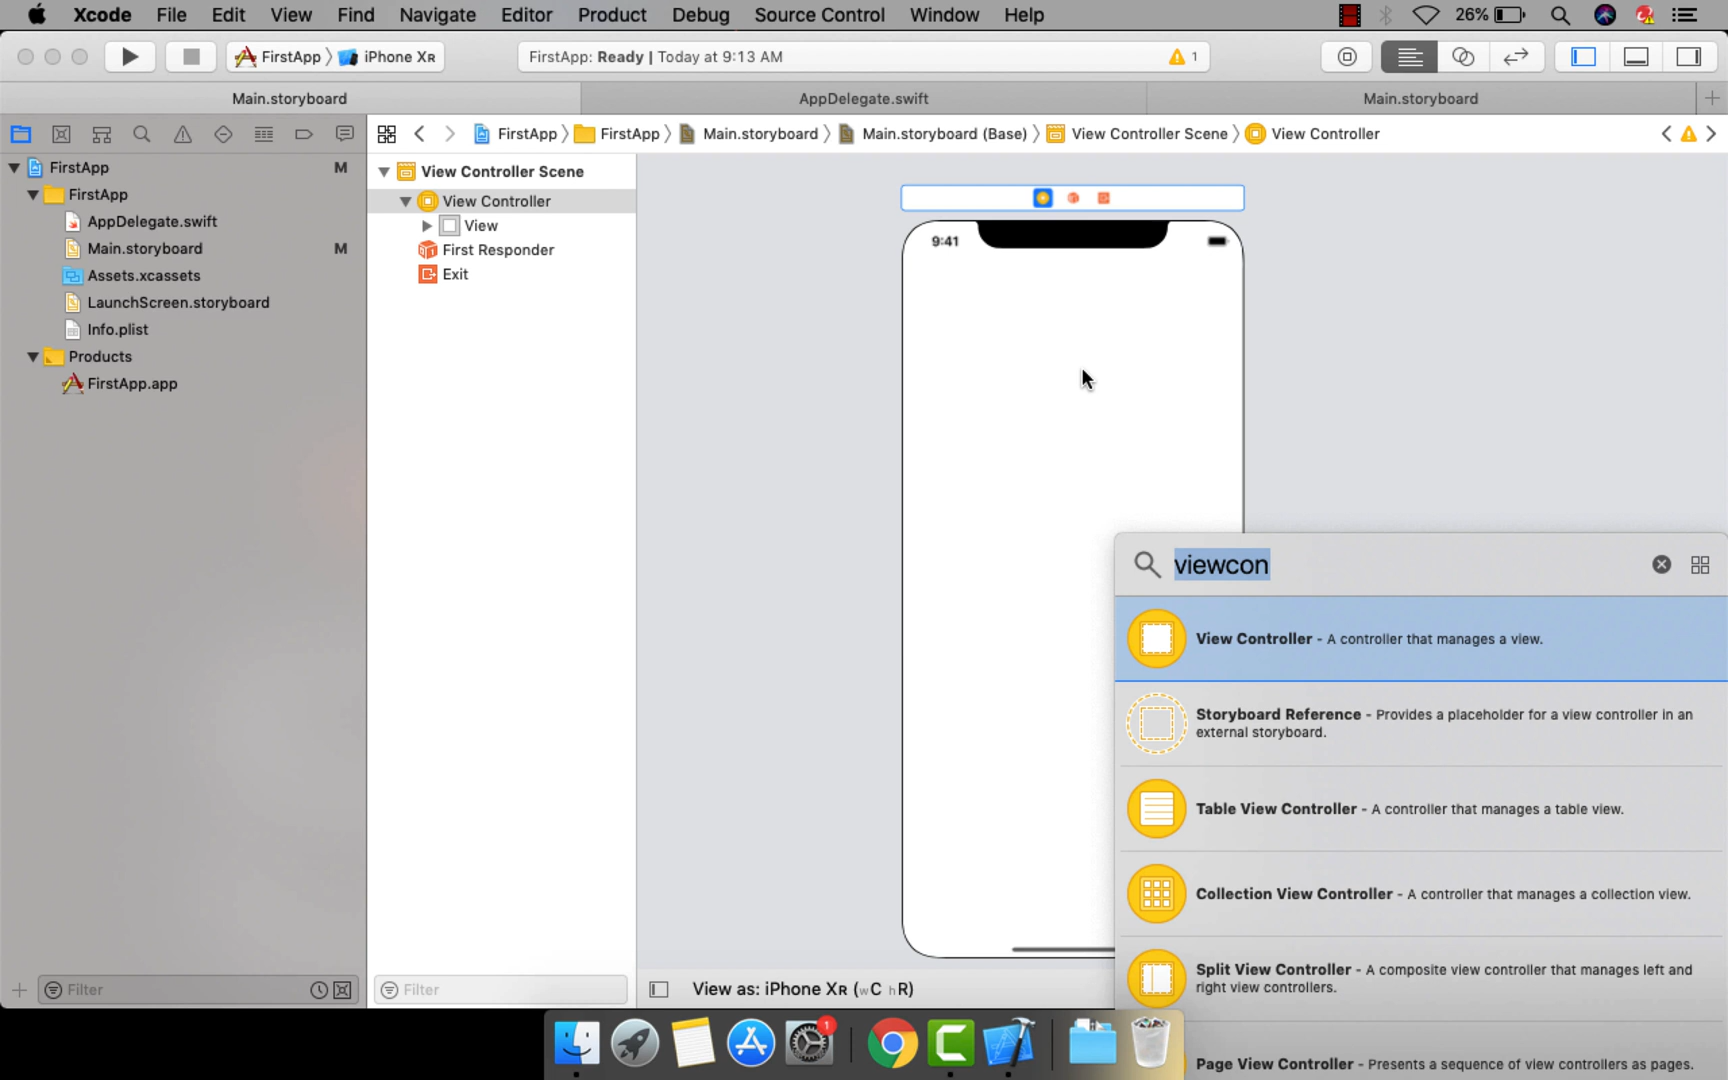 Xcode File Edit View Find Navigate Editor Product Debug Source Control Window Help 26%
FirstApp iPhone XR FirstApp: Ready | Today at 9:13 AM 1
Main.storyboard AppDelegate.swift Main.storyboard
FirstApp FirstApp Main.storyboard Main.storyboard (Base) View Controller Scene View Controller
FirstApp M
FirstApp
AppDelegate.swift
Main.storyboard M
Assets.xcassets
LaunchScreen.storyboard
Info.plist
Products
FirstApp.app
View Controller Scene
View Controller
View
First Responder
Exit
9:41
viewcon
View Controller - A controller that manages a view.
Storyboard Reference - Provides a placeholder for a view controller in an
external storyboard.
Table View Controller - A controller that manages a table view.
Collection View Controller - A controller that manages a collection view.
Split View Controller - A composite view controller that manages left and
right view controllers.
Page View Controller - Presents a sequence of view controllers as pages.
Filter
Filter
View as: iPhone XR (wC hR)
1